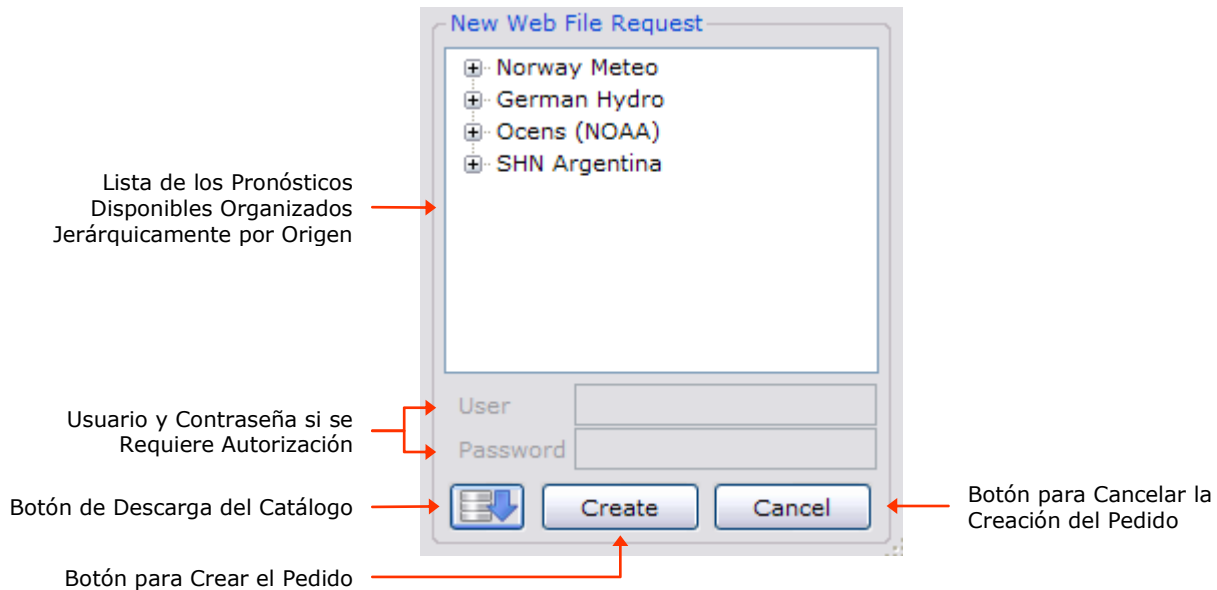 New Web File Request
Norway Meteo
German Hydro
Ocens (NOAA)
SHN Argentina
Lista de los Pronósticos
Disponibles Organizados
Jerárquicamente por Origen
User
Usuario y Contraseña si se
Requiere Autorización
Password
Botón de Descarga del Catálogo
Create
Cancel
Botón para Cancelar la
Creación del Pedido
Botón para Crear el Pedido